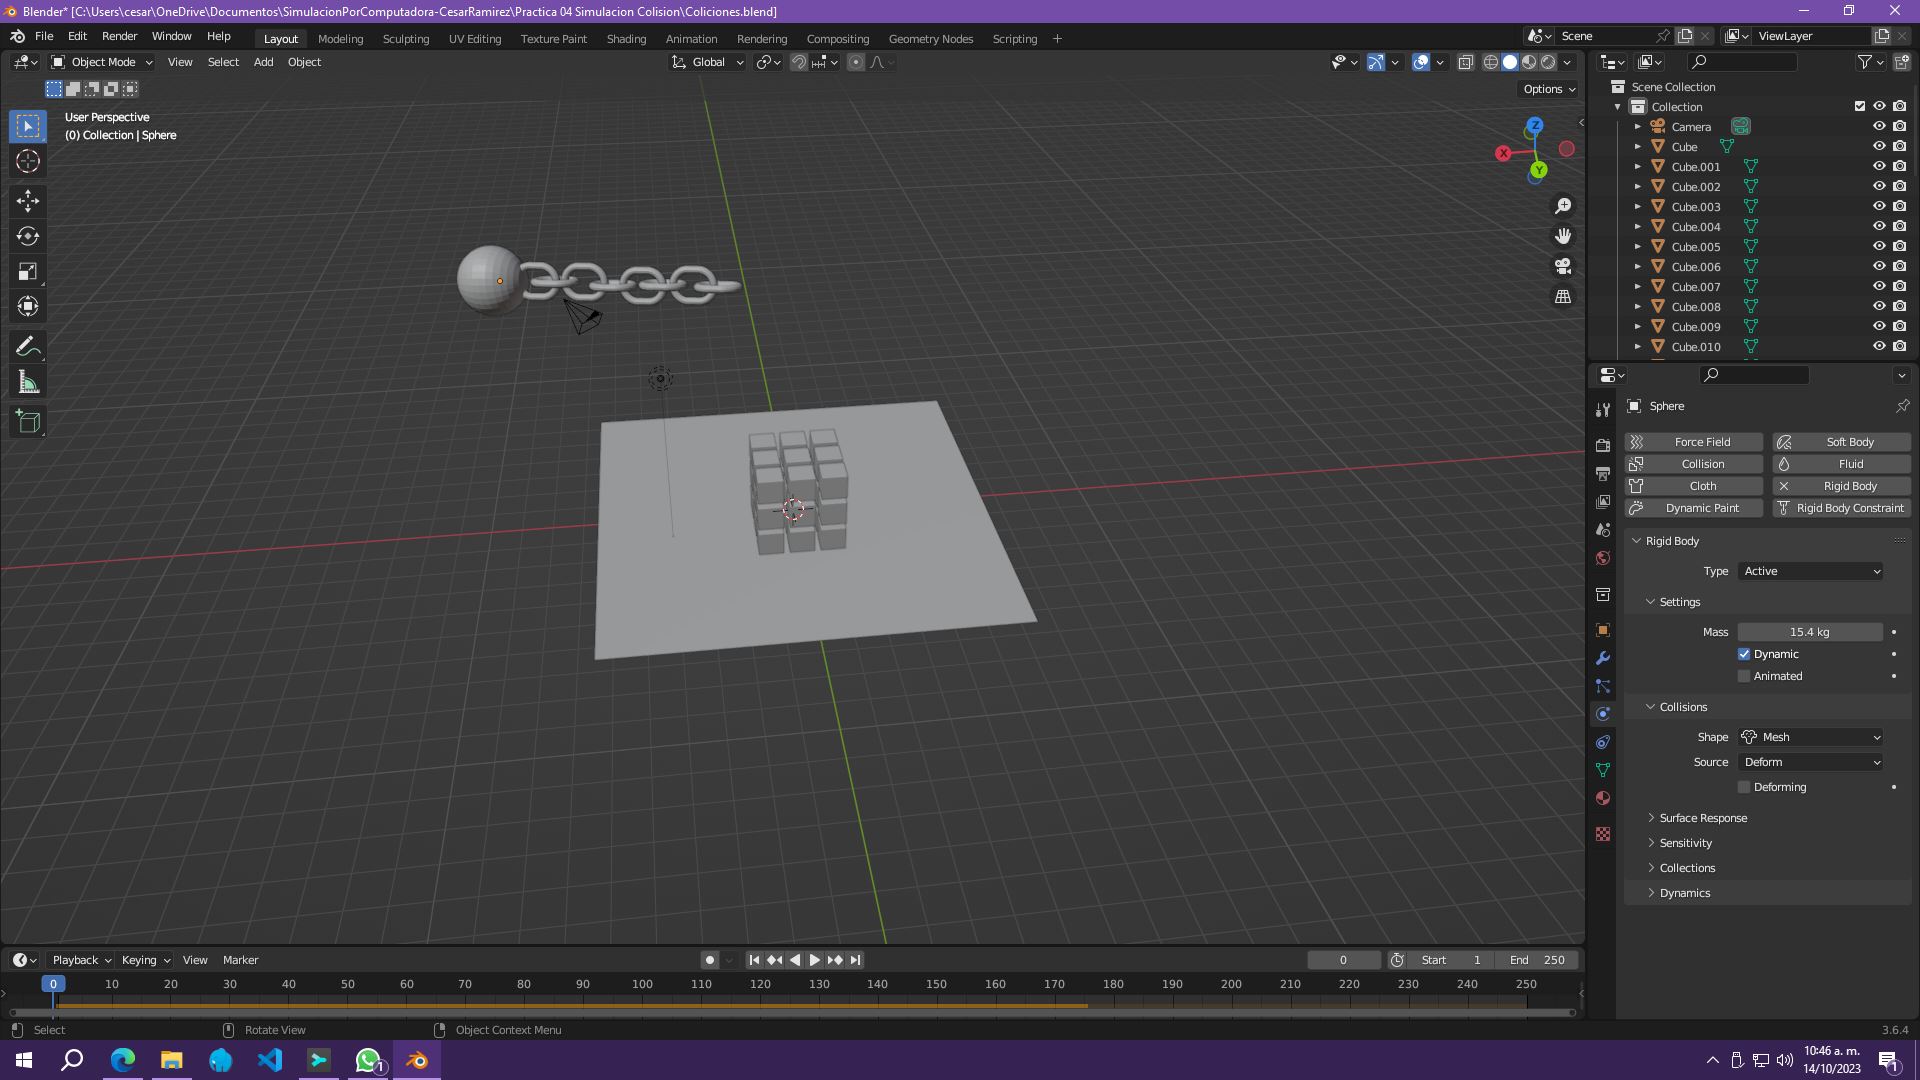 Blender* [C:\Users\cesar\OneDrive\Documentos\SimulacionPorComputadora-CesarRamirez\Practica 04 Simulacion Colision\Coliciones.blend]
File Edit Render Window Help Layout Modeling Sculpting UV Editing Texture Paint Shading Animation Rendering Compositing Geometry Nodes Scripting + Scene ViewLayer
Object Mode View Select Add Object Global
Options
User Perspective
(0) Collection | Sphere
Z
X
Y
Scene Collection
Collection
Camera
Cube
Cube.001
Cube.002
Cube.003
Cube.004
Cube.005
Cube.006
Cube.007
Cube.008
Cube.009
Cube.010
Sphere
Force Field Soft Body
Collision Fluid
Cloth Rigid Body
Dynamic Paint Rigid Body Constraint
Rigid Body
Type Active
Settings
Mass 15.4 kg
Dynamic
Animated
Collisions
Shape Mesh
Source Deform
Deforming
Surface Response
Sensitivity
Collections
Dynamics
Playback Keying View Marker 0 Start 1 End 250
0 10 20 30 40 50 60 70 80 90 100 110 120 130 140 150 160 170 180 190 200 210 220 230 240 250
Select Rotate View Object Context Menu 3.6.4
1 10:46 a. m.
14/10/2023 1